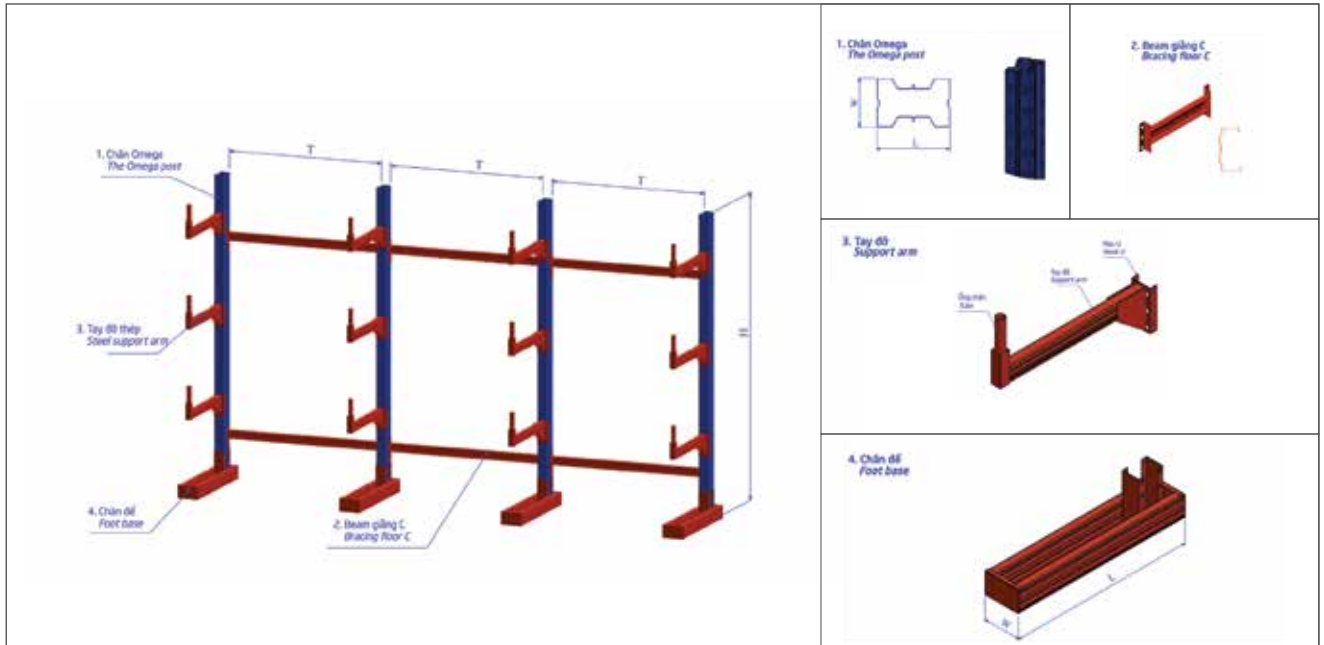 1. Chân Omega
The Omega post
T
T
T
H
3. Tay đỡ thép
Steel support arm
4. Chân đế
Foot base
2. Beam giằng C
Bracing floor C
1. Chân Omega
The Omega post
W
L
2. Beam giằng C
Bracing floor C
3. Tay đỡ
Support arm
Tay đỡ
Support arm
4. Chân đế
Foot base
W
L